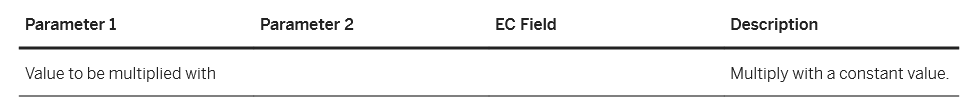 Parameter 1 Parameter 2 EC Field Description
Value to be multiplied with Multiply with a constant value.